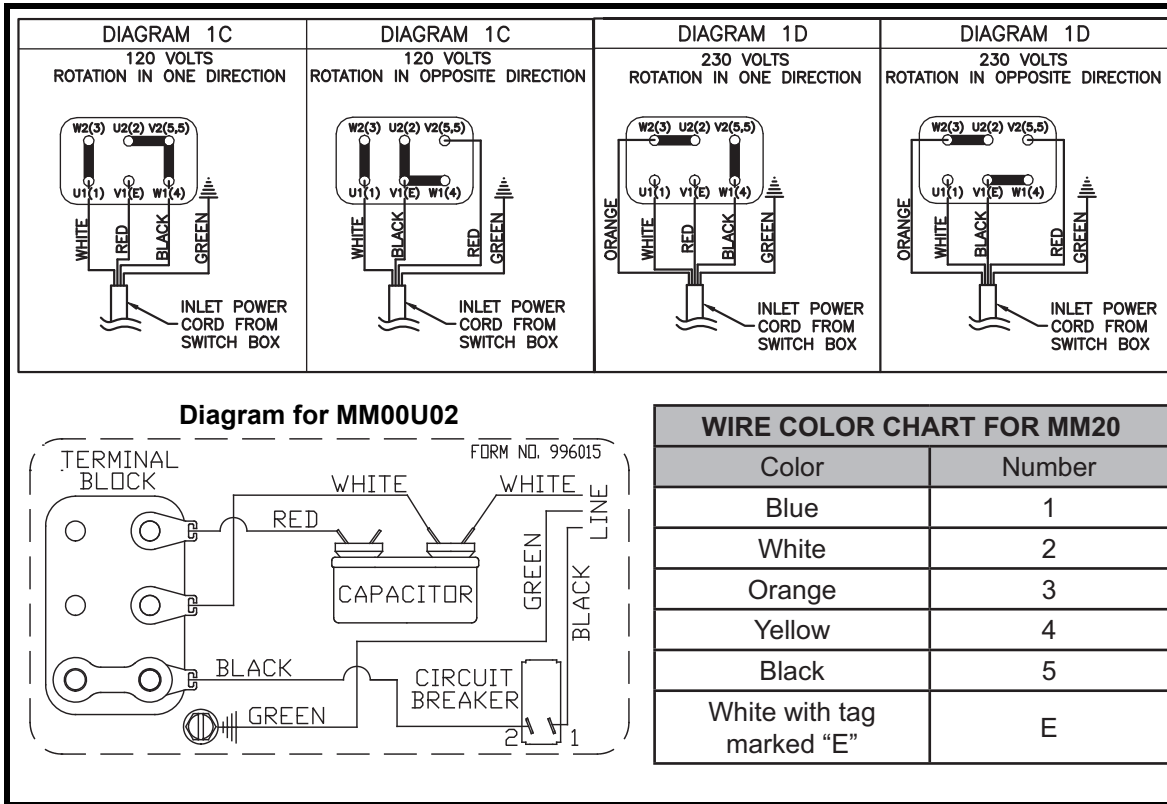 DIAGRAM 1C
120 VOLTS
ROTATION IN ONE DIRECTION
W2(3) U2(2) V2(5,5)
U1(1) V1(E) W1(4)
WHITE
RED
BLACK
GREEN
INLET POWER
CORD FROM
SWITCH BOX
DIAGRAM 1C
120 VOLTS
ROTATION IN OPPOSITE DIRECTION
W2(3) U2(2) V2(5,5)
U1(1) V1(E) W1(4)
WHITE
BLACK
RED
GREEN
INLET POWER
CORD FROM
SWITCH BOX
DIAGRAM 1D
230 VOLTS
ROTATION IN ONE DIRECTION
W2(3) U2(2) V2(5,5)
U1(1) V1(E) W1(4)
ORANGE
WHITE
RED
BLACK
GREEN
INLET POWER
CORD FROM
SWITCH BOX
DIAGRAM 1D
230 VOLTS
ROTATION IN OPPOSITE DIRECTION
W2(3) U2(2) V2(5,5)
U1(1) V1(E) W1(4)
ORANGE
WHITE
BLACK
RED
GREEN
INLET POWER
CORD FROM
SWITCH BOX
Diagram for MM00U02
FORM NO. 996015
TERMINAL
BLOCK
WHITE
WHITE
LINE
RED
CAPACITOR
GREEN
BLACK
BLACK
CIRCUIT
BREAKER
GREEN
2
1
WIRE COLOR CHART FOR MM20
Color Number
Blue 1
White 2
Orange 3
Yellow 4
Black 5
White with tag
marked “E” E